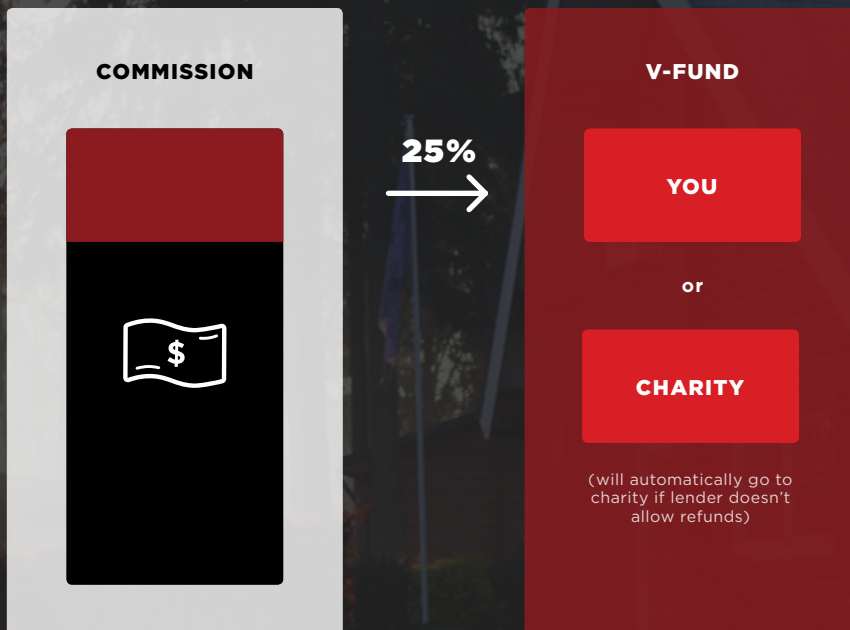 COMMISSION
25%
$
V-FUND
YOU
or
CHARITY
(will automatically go to
charity if lender doesn't
allow refunds)